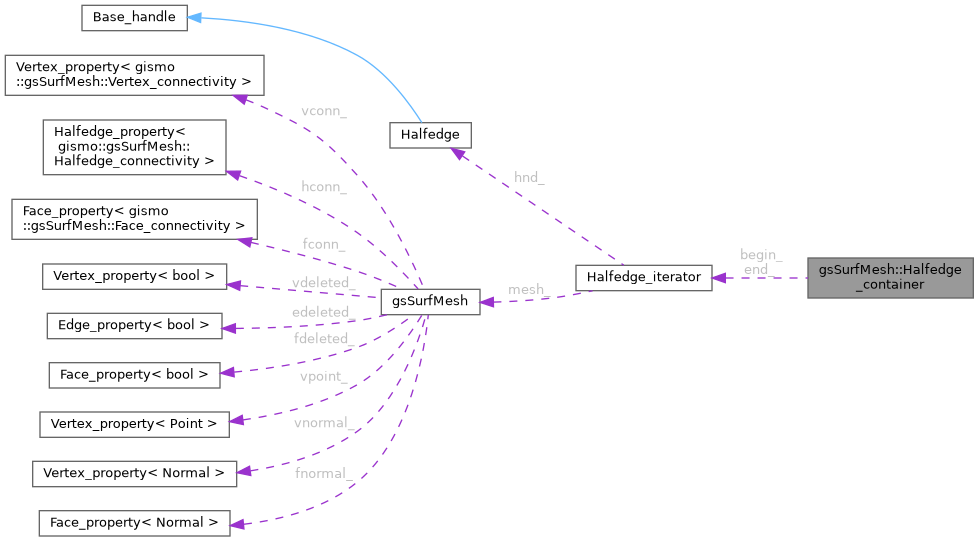 Base_handle
Vertex_property< gismo
::gsSurfMesh::Vertex_connectivity >
vconn_
Halfedge_property<
gismo::gsSurfMesh::
Halfedge_connectivity >
Halfedge
hconn_
hnd_
Face_property< gismo
::gsSurfMesh::Face_connectivity >
fconn_
Vertex_property< bool >
vdeleted_
gsSurfMesh
mesh_
Halfedge_iterator
begin_
end_
gsSurfMesh::Halfedge
_container
Edge_property< bool >
edeleted_
Face_property< bool >
fdeleted_
vpoint_
Vertex_property< Point >
vnormal_
Vertex_property< Normal >
fnormal_
Face_property< Normal >